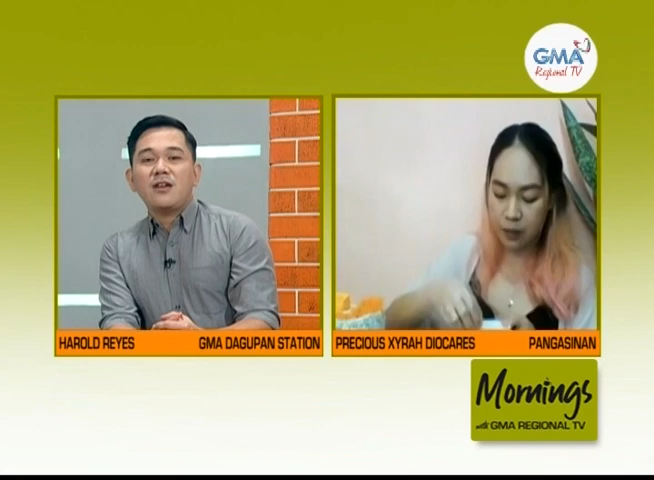 GMA
Regional TV
HAROLD REYES GMA DAGUPAN STATION
PRECIOUS XYRAH DIOCARES PANGASINAN
Mornings
with GMA REGIONAL TV